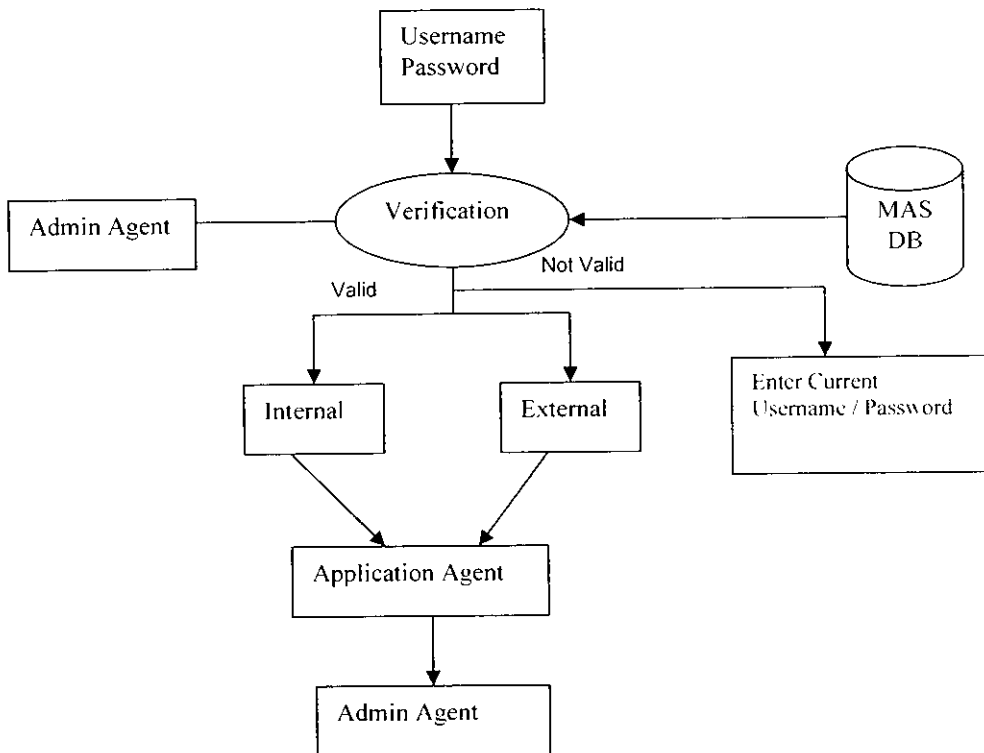 Username
Password
Verification
Admin Agent
MAS
DB
Valid
Not Valid
Internal
External
Enter Current
Username / Password
Application Agent
Admin Agent